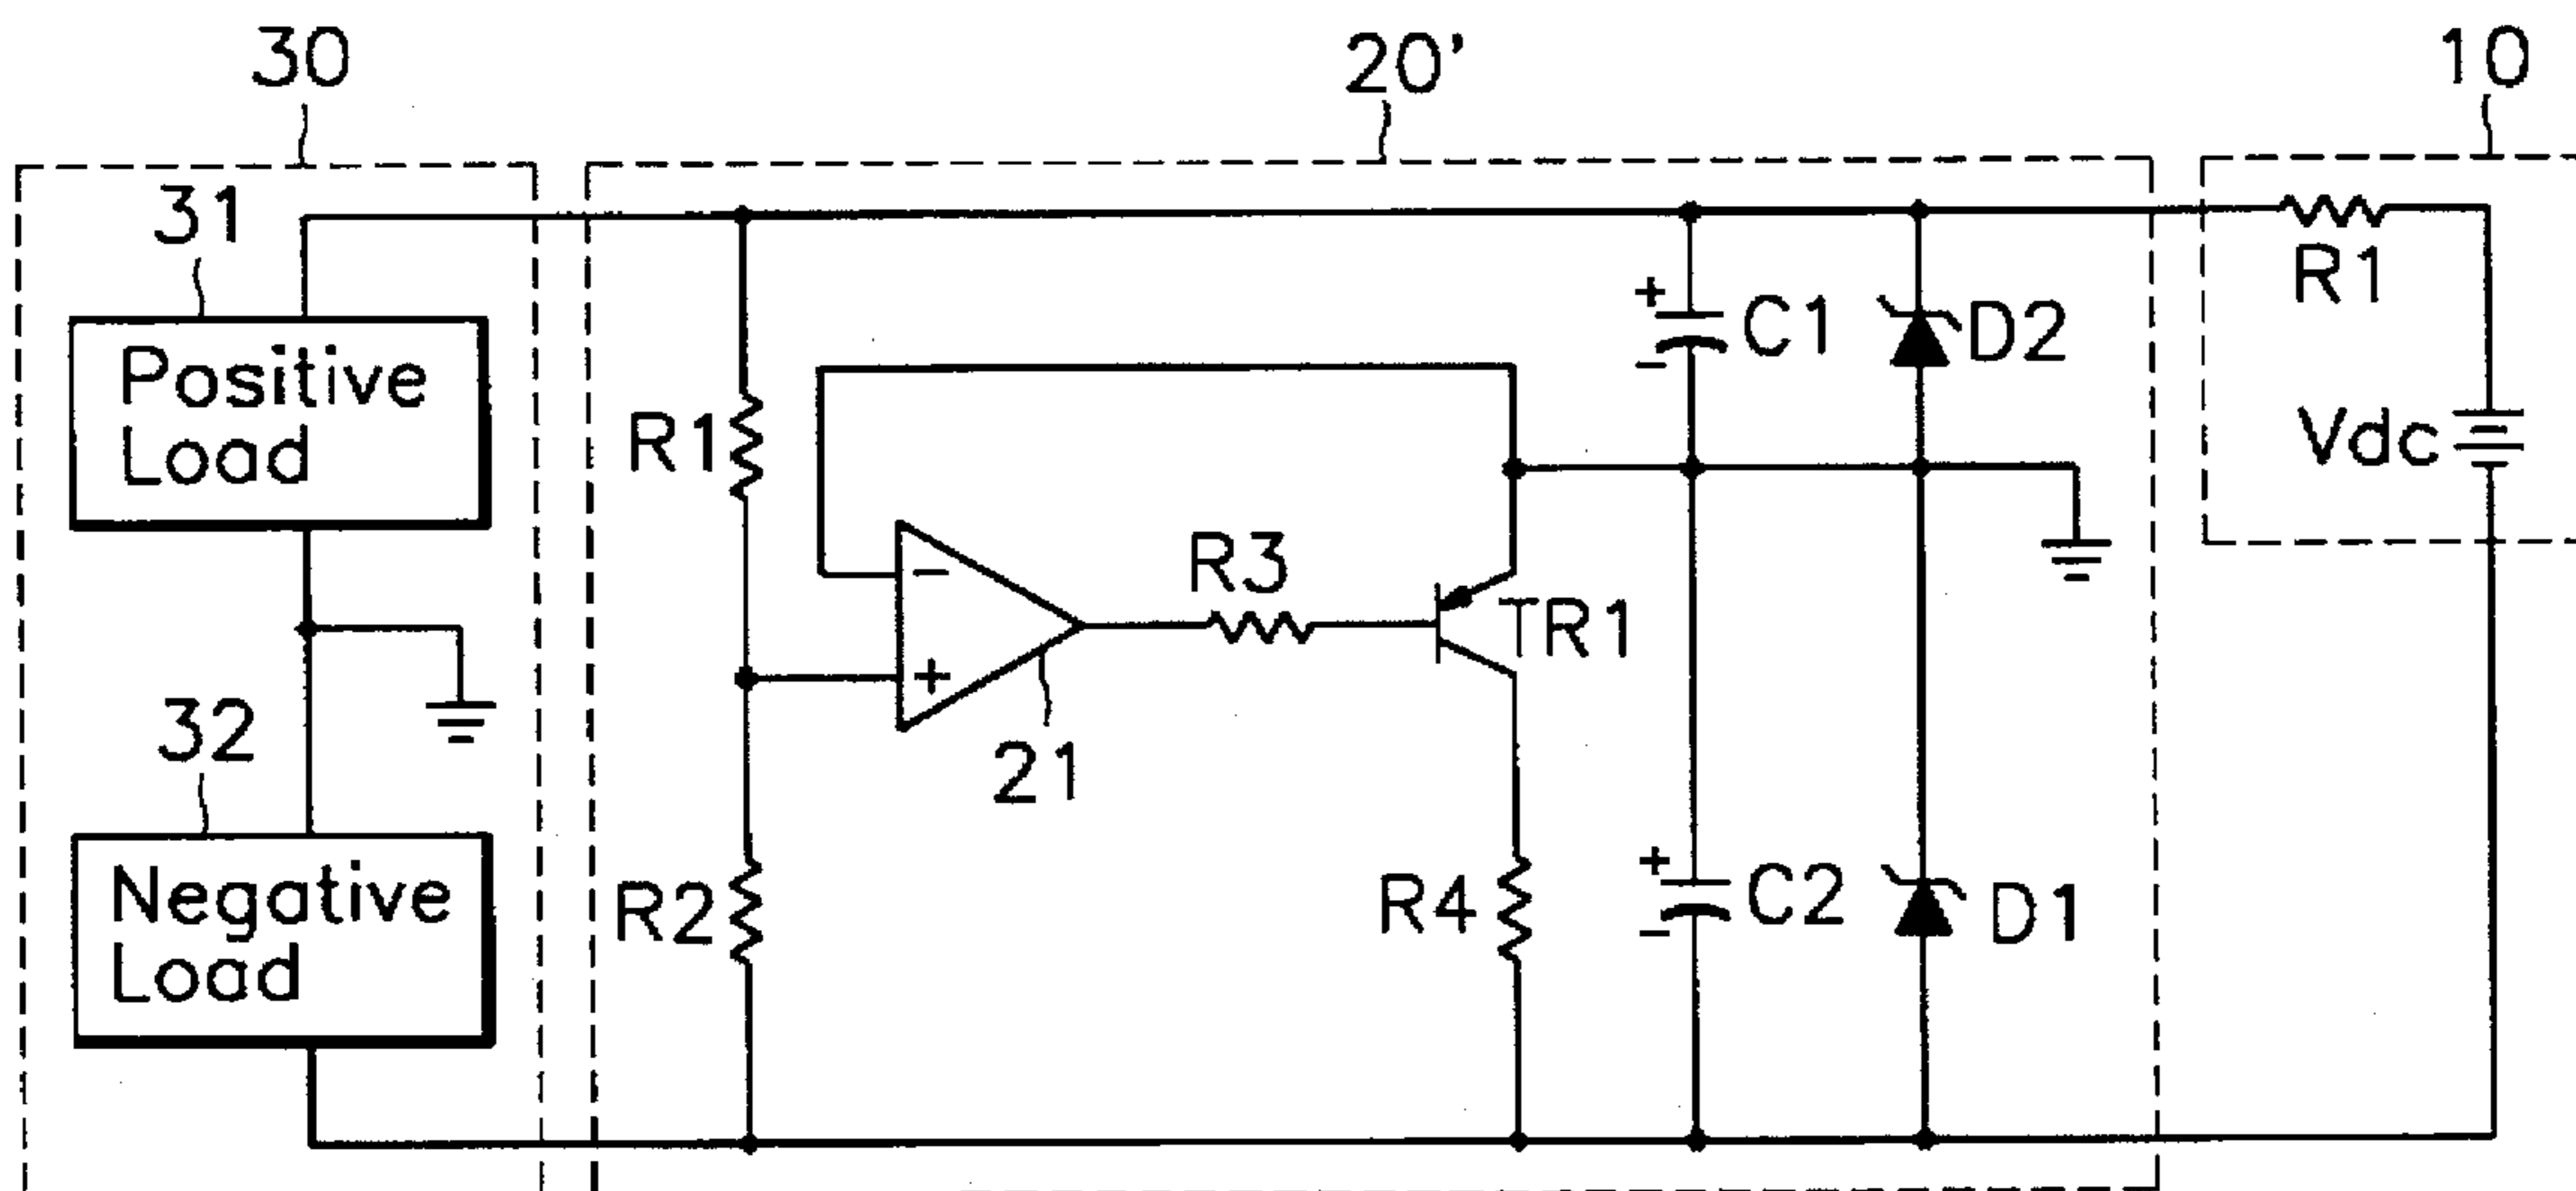 30
20'
10
31
Positive
Load
R1
+
-
C1
D2
R1
Vdc
-
+
21
R3
TR1
32
Negative
Load
R2
R4
+
-
C2
D1